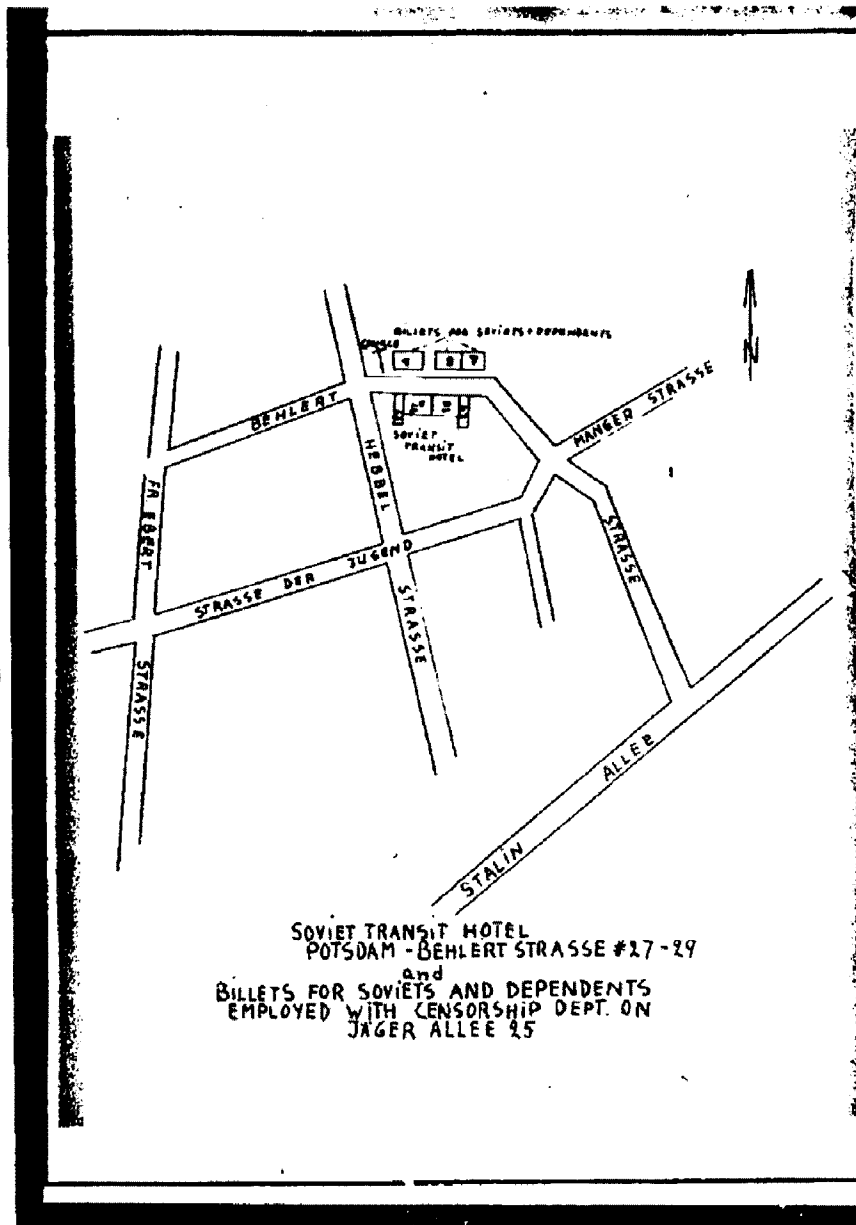 BILLETS FOR SOVIETS + DEPENDENTS
BEHLERT
SOVIET
TRANSIT
HOTEL
MANGER STRASSE
N
HEBBEL
FR EBERT
STRASSE
STRASSE DER JUGEND
STRASSE
STRASSE
ALLEE
STALIN
SOVIET TRANSIT HOTEL
POTSDAM - BEHLERT STRASSE #27-29
and
BILLETS FOR SOVIETS AND DEPENDENTS
EMPLOYED WITH CENSORSHIP DEPT. ON
JÄGER ALLEE 25